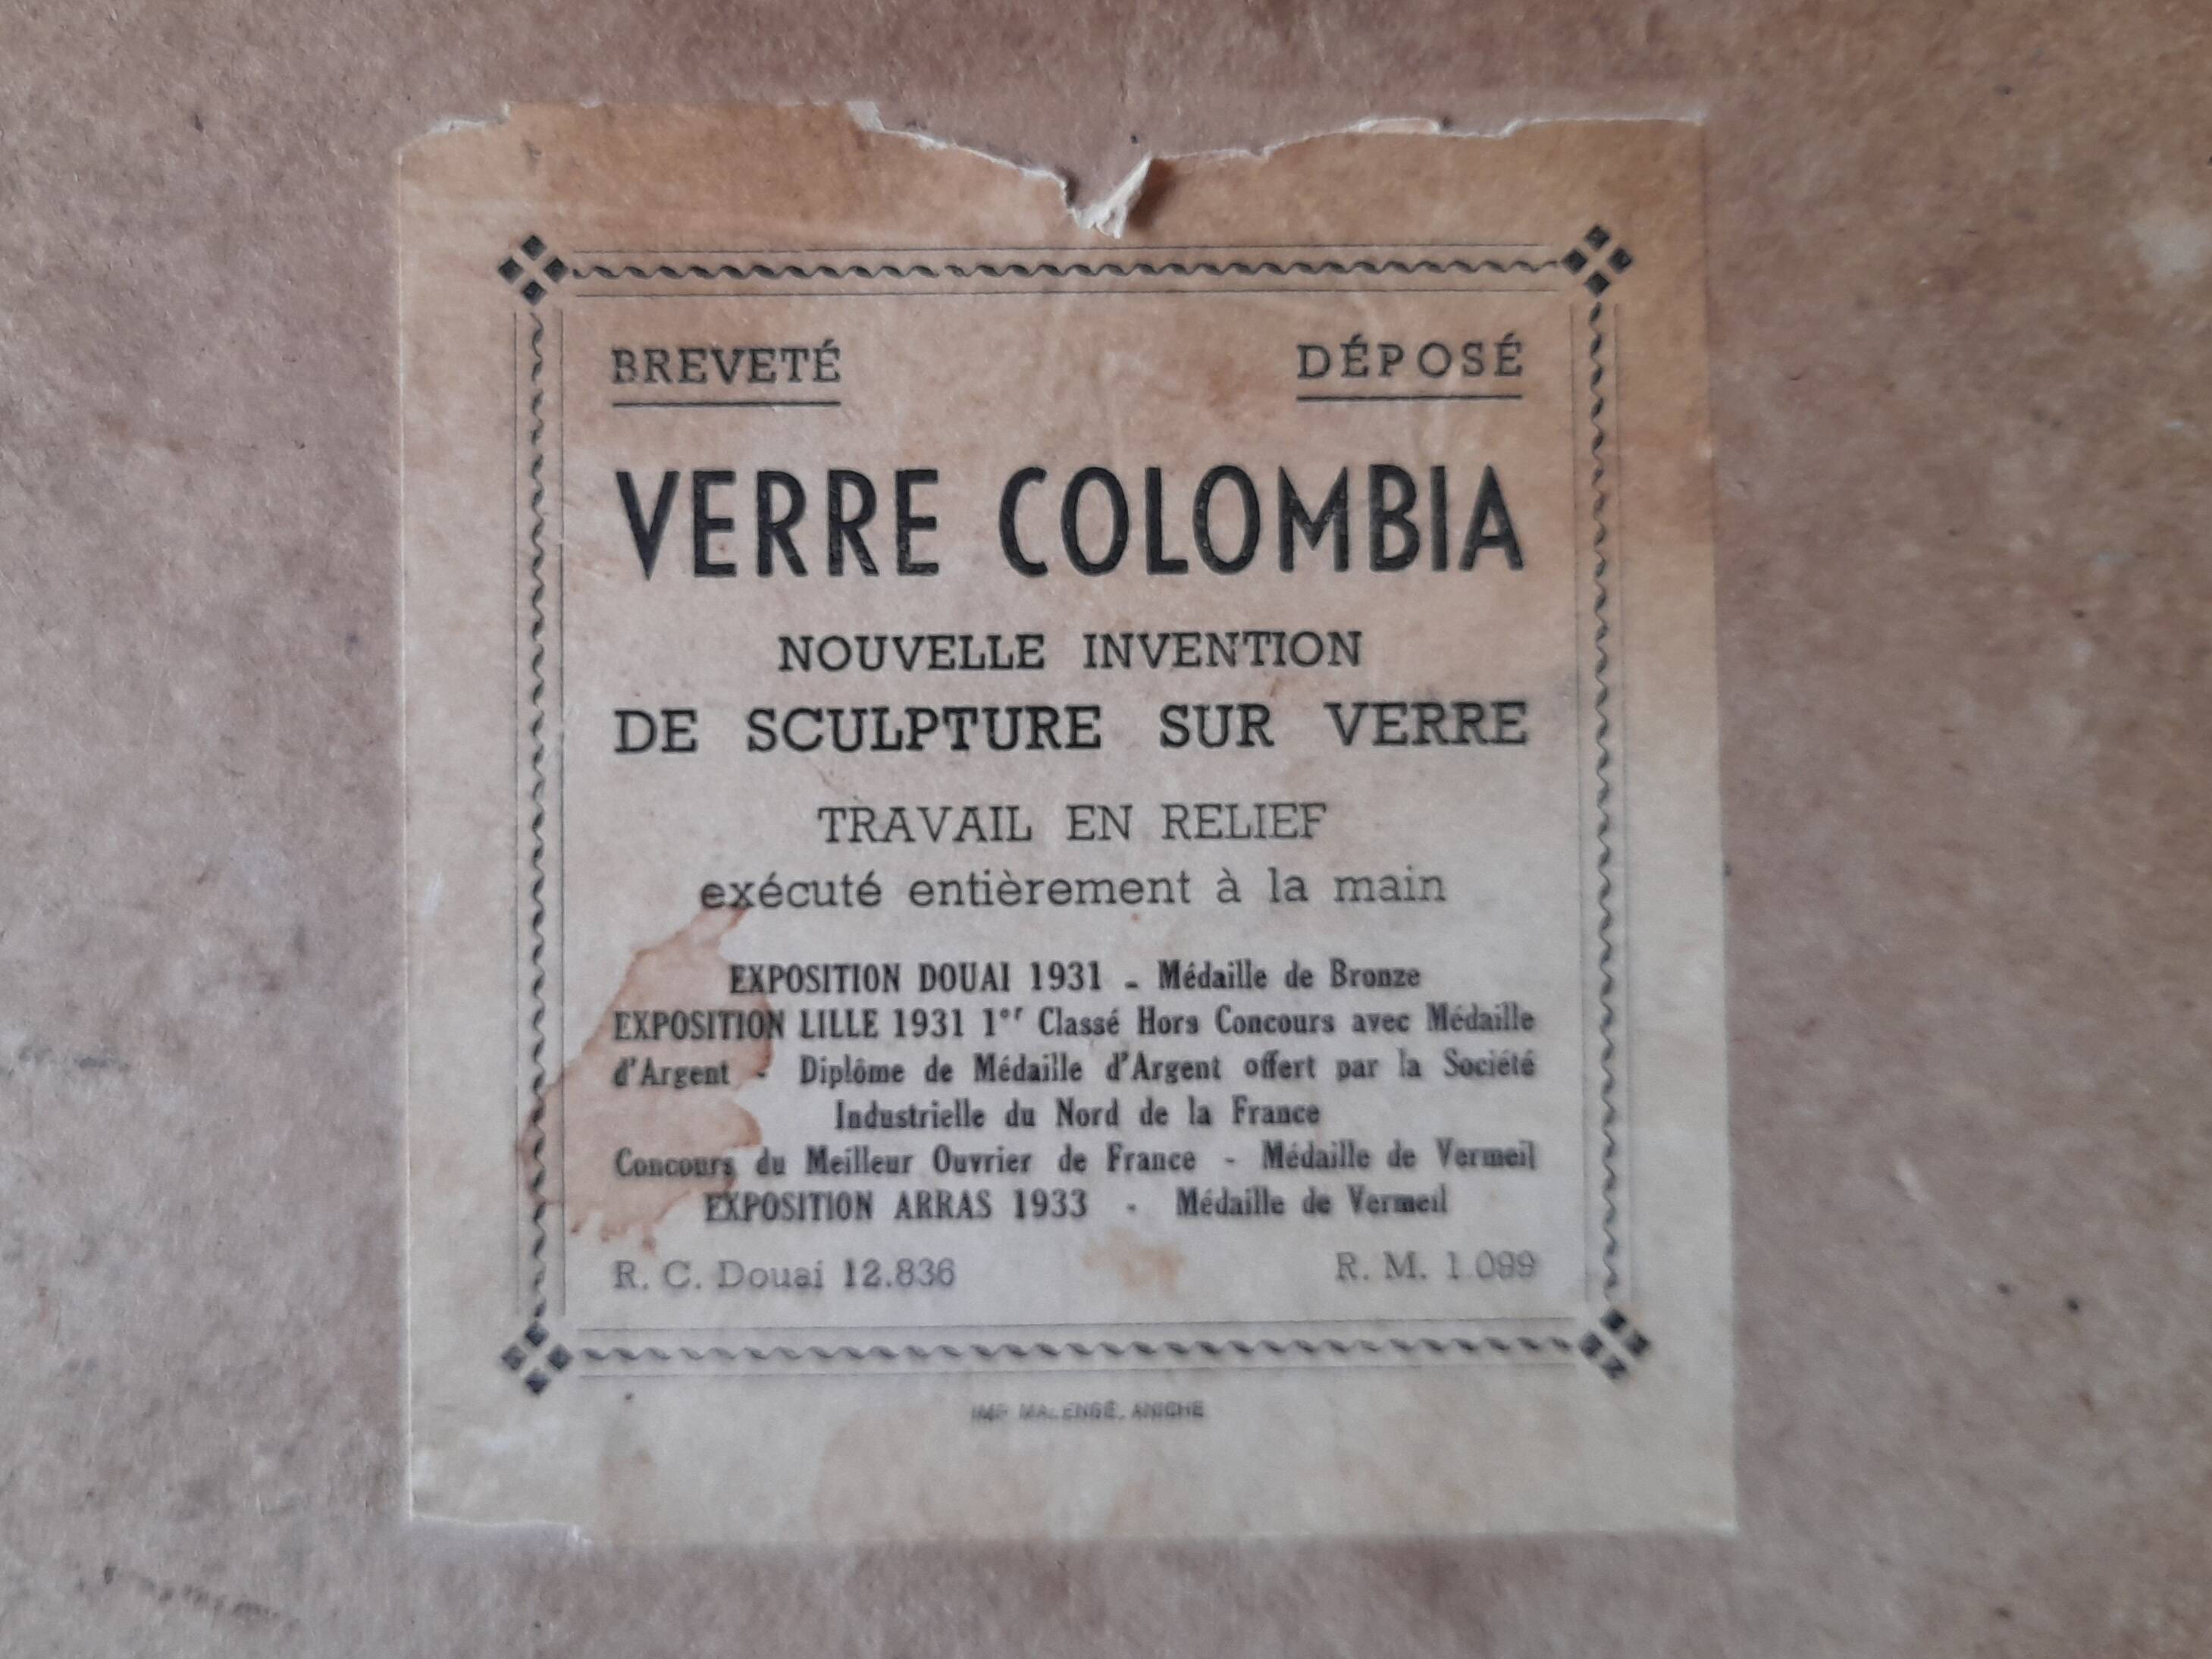 BREVETÉ DÉPOSÉ
VERRE COLOMBIA
NOUVELLE INVENTION
DE SCULPTURE SUR VERRE
TRAVAIL EN RELIEF
exécuté entièrement à la main
EXPOSITION DOUAI 1931 - Médaille de Bronze
EXPOSITION LILLE 1931 1er Classé Hors Concours avec Médaille
d'Argent - Diplôme de Médaille d'Argent offert par la Société
Industrielle du Nord de la France
Concours du Meilleur Ouvrier de France - Médaille de Vermeil
EXPOSITION ARRAS 1933 - Médaille de Vermeil
R. C. Douai 12.836 R. M. 1.099
IMP. MALENGÉ, ANICHE